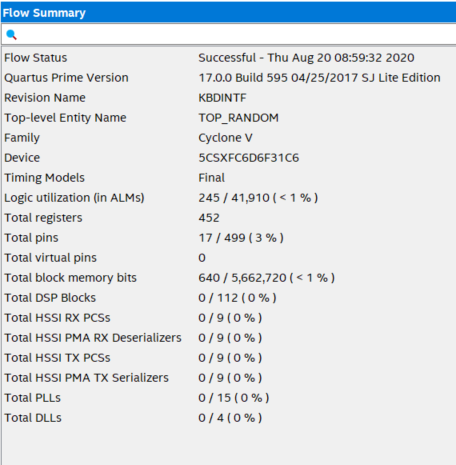 Flow Summary
Flow Status Successful - Thu Aug 20 08:59:32 2020
Quartus Prime Version 17.0.0 Build 595 04/25/2017 SJ Lite Edition
Revision Name KBDINTF
Top-level Entity Name TOP_RANDOM
Family Cyclone V
Device 5CSXFC6D6F31C6
Timing Models Final
Logic utilization (in ALMs) 245 / 41,910 ( < 1 % )
Total registers 452
Total pins 17 / 499 ( 3 % )
Total virtual pins 0
Total block memory bits 640 / 5,662,720 ( < 1 % )
Total DSP Blocks 0 / 112 ( 0 % )
Total HSSI RX PCSs 0 / 9 ( 0 % )
Total HSSI PMA RX Deserializers 0 / 9 ( 0 % )
Total HSSI TX PCSs 0 / 9 ( 0 % )
Total HSSI PMA TX Serializers 0 / 9 ( 0 % )
Total PLLs 0 / 15 ( 0 % )
Total DLLs 0 / 4 ( 0 % )